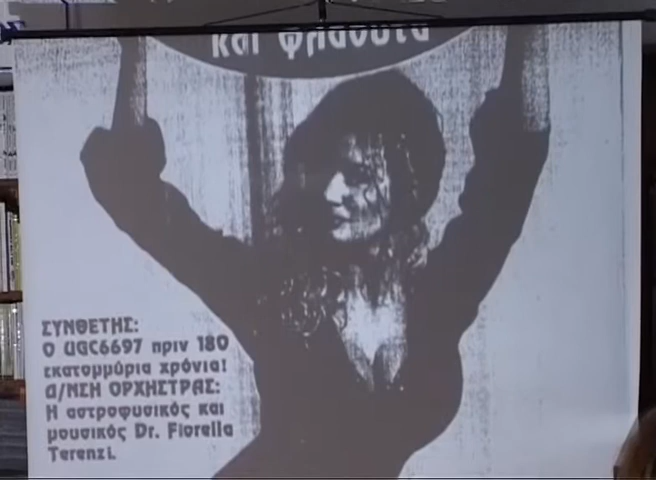 και φλάουτα
ΣΥΝΘΕΤΗΣ:
Ο UGC6697 πριν 180
εκατομμύρια χρόνια!
Δ/ΝΣΗ ΟΡΧΗΣΤΡΑΣ:
Η αστροφυσικός και
μουσικός Dr. Fiorella
Terenzi.